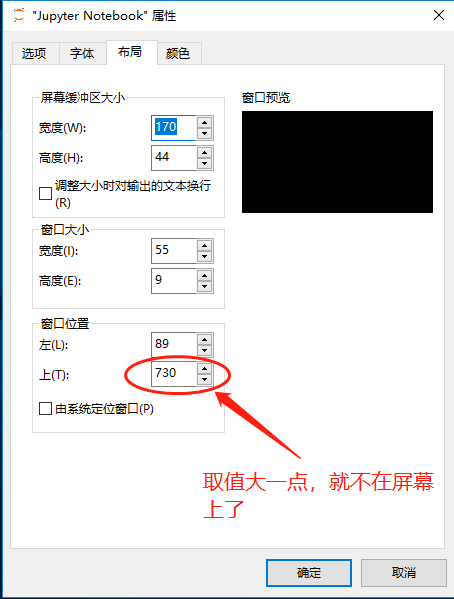 "Jupyter Notebook" 属性
选项 字体 布局 颜色
屏幕缓冲区大小
宽度(W): 170
高度(H): 44
调整大小时对输出的文本换行
(R)
窗口大小
宽度(I): 55
高度(E): 9
窗口位置
左(L): 89
上(T): 730
由系统定位窗口(P)
窗口预览
取值大一点，就不在屏幕
上了
确定 取消